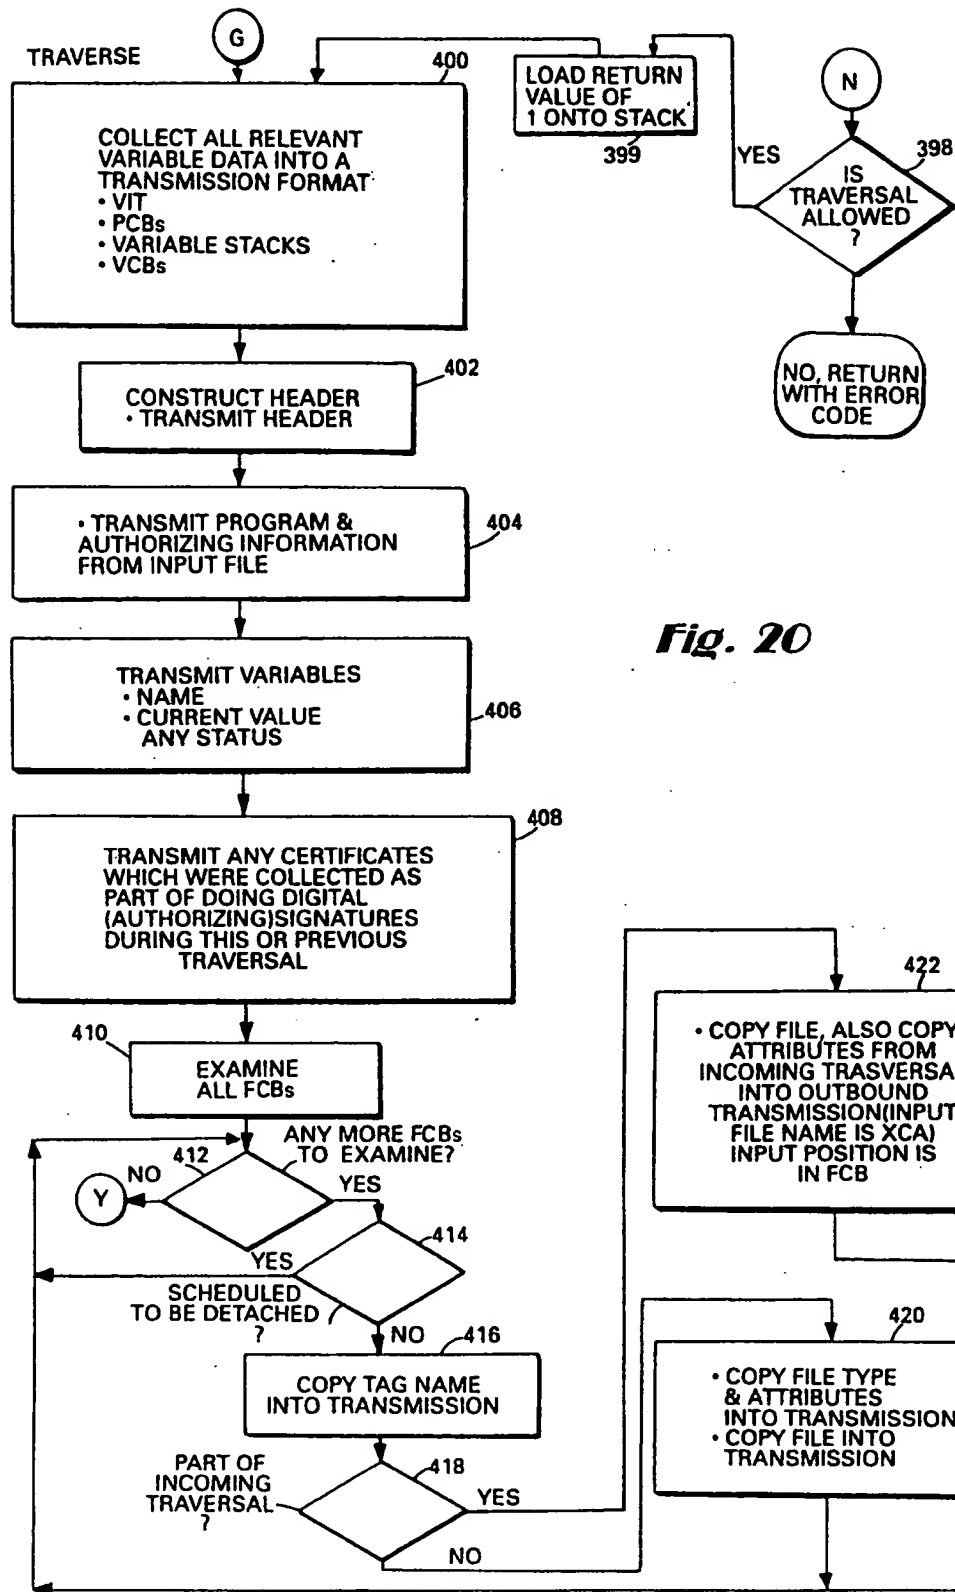 G
TRAVERSE
400
COLLECT ALL RELEVANT
VARIABLE DATA INTO A
TRANSMISSION FORMAT
• VIT
• PCBs
• VARIABLE STACKS
• VCBs
LOAD RETURN
VALUE OF
1 ONTO STACK
399
N
398
YES
IS
TRAVERSAL
ALLOWED
?
NO, RETURN
WITH ERROR
CODE
402
CONSTRUCT HEADER
• TRANSMIT HEADER
404
• TRANSMIT PROGRAM &
AUTHORIZING INFORMATION
FROM INPUT FILE
Fig. 20
406
TRANSMIT VARIABLES
• NAME
• CURRENT VALUE
ANY STATUS
408
TRANSMIT ANY CERTIFICATES
WHICH WERE COLLECTED AS
PART OF DOING DIGITAL
(AUTHORIZING)SIGNATURES
DURING THIS OR PREVIOUS
TRAVERSAL
410
EXAMINE
ALL FCBs
ANY MORE FCBs
TO EXAMINE?
412
NO
Y
YES
414
YES
SCHEDULED
TO BE DETACHED
?
NO
416
COPY TAG NAME
INTO TRANSMISSION
PART OF
INCOMING
TRAVERSAL
?
418
YES
NO
422
• COPY FILE, ALSO COPY
ATTRIBUTES FROM
INCOMING TRASVERSA
INTO OUTBOUND
TRANSMISSION(INPUT
FILE NAME IS XCA)
INPUT POSITION IS
IN FCB
420
• COPY FILE TYPE
& ATTRIBUTES
INTO TRANSMISSION
• COPY FILE INTO
TRANSMISSION